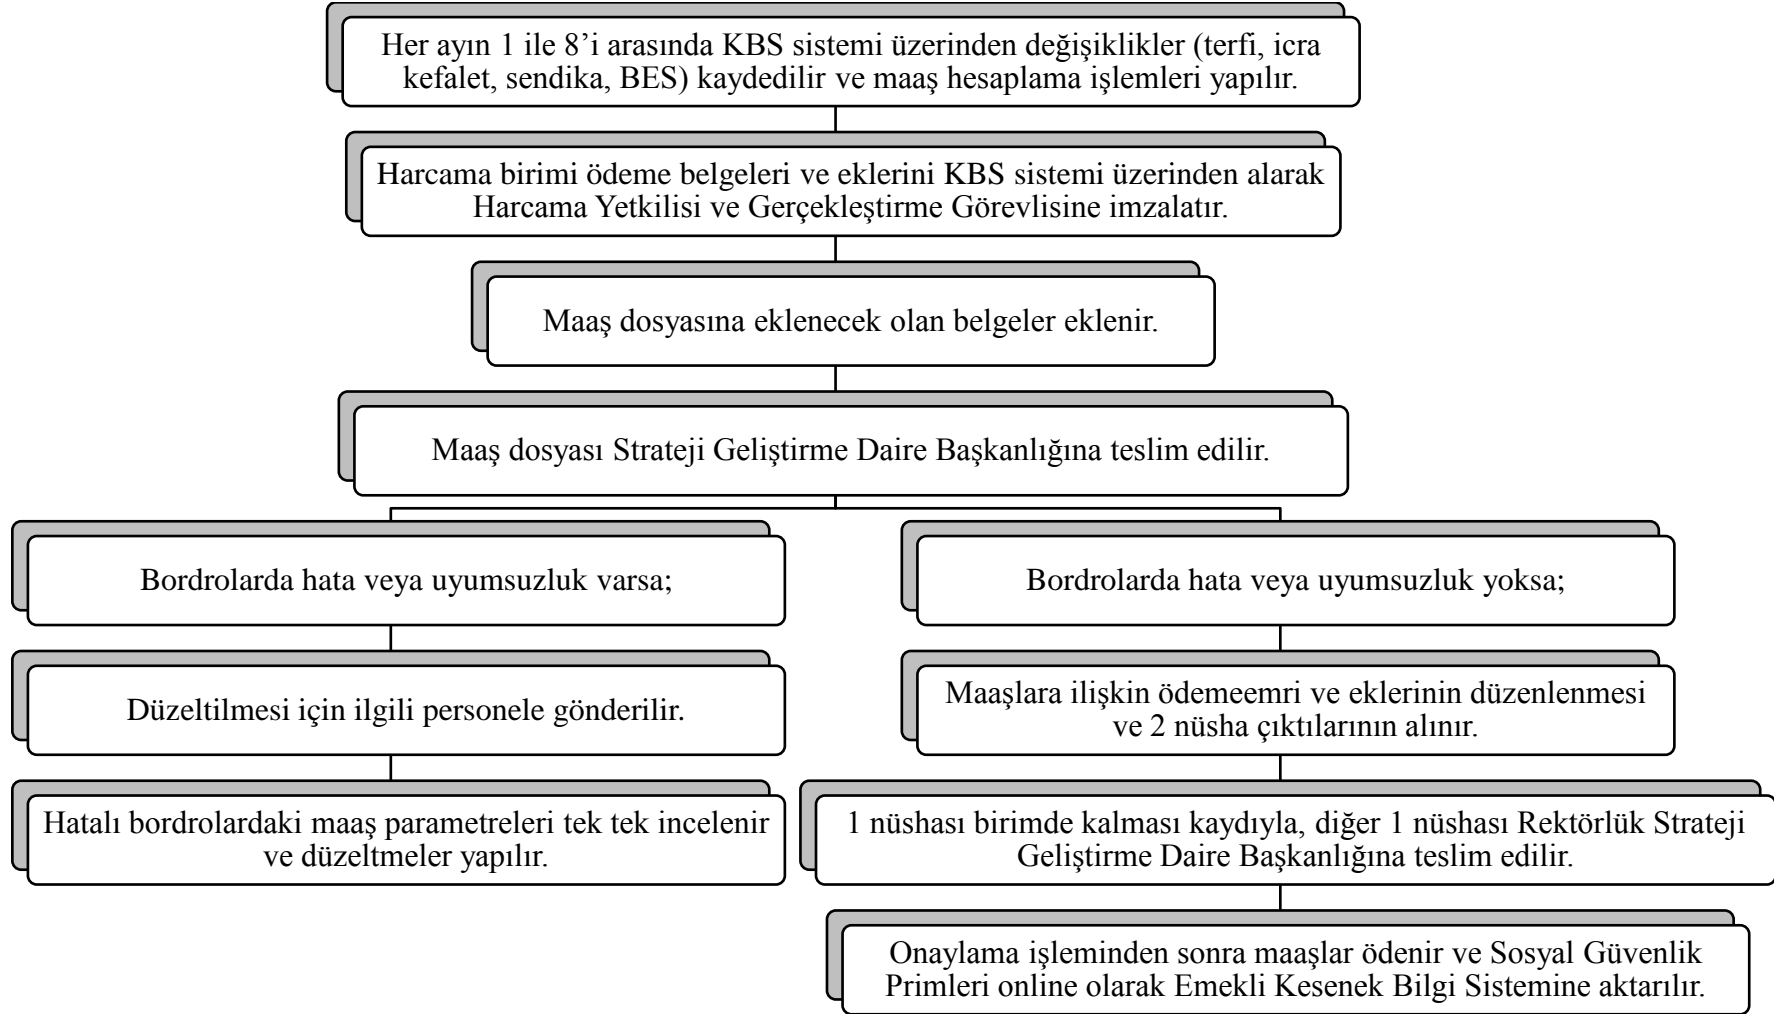 Her ayın 1 ile 8’i arasında KBS sistemi üzerinden değişiklikler (terfi, icra
kefalet, sendika, BES) kaydedilir ve maaş hesaplama işlemleri yapılır.
Harcama birimi ödeme belgeleri ve eklerini KBS sistemi üzerinden alarak
Harcama Yetkilisi ve Gerçekleştirme Görevlisine imzalatır.
Maaş dosyasına eklenecek olan belgeler eklenir.
Maaş dosyası Strateji Geliştirme Daire Başkanlığına teslim edilir.
Bordrolarda hata veya uyumsuzluk varsa;
Düzeltilmesi için ilgili personele gönderilir.
Hatalı bordrolardaki maaş parametreleri tek tek incelenir
ve düzeltmeler yapılır.
Bordrolarda hata veya uyumsuzluk yoksa;
Maaşlara ilişkin ödemeemri ve eklerinin düzenlenmesi
ve 2 nüsha çıktılarının alınır.
1 nüshası birimde kalması kaydıyla, diğer 1 nüshası Rektörlük Strateji
Geliştirme Daire Başkanlığına teslim edilir.
Onaylama işleminden sonra maaşlar ödenir ve Sosyal Güvenlik
Primleri online olarak Emekli Kesenek Bilgi Sistemine aktarılır.